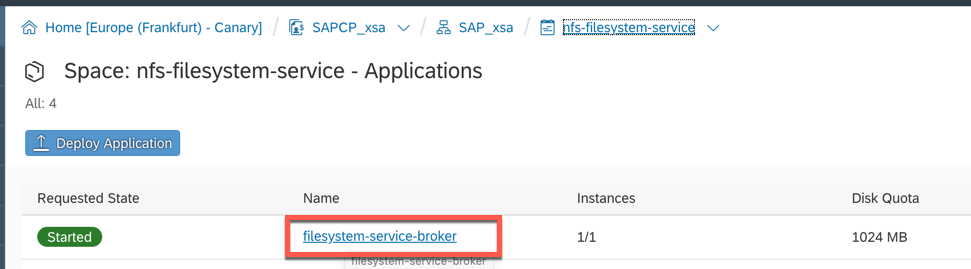 Home [Europe (Frankfurt) - Canary] / SAPCP_xsa / SAP_xsa / nfs-filesystem-service
Space: nfs-filesystem-service - Applications
All: 4
Deploy Application
Requested State Name Instances Disk Quota
Started filesystem-service-broker 1/1 1024 MB
filesystem-service-broker